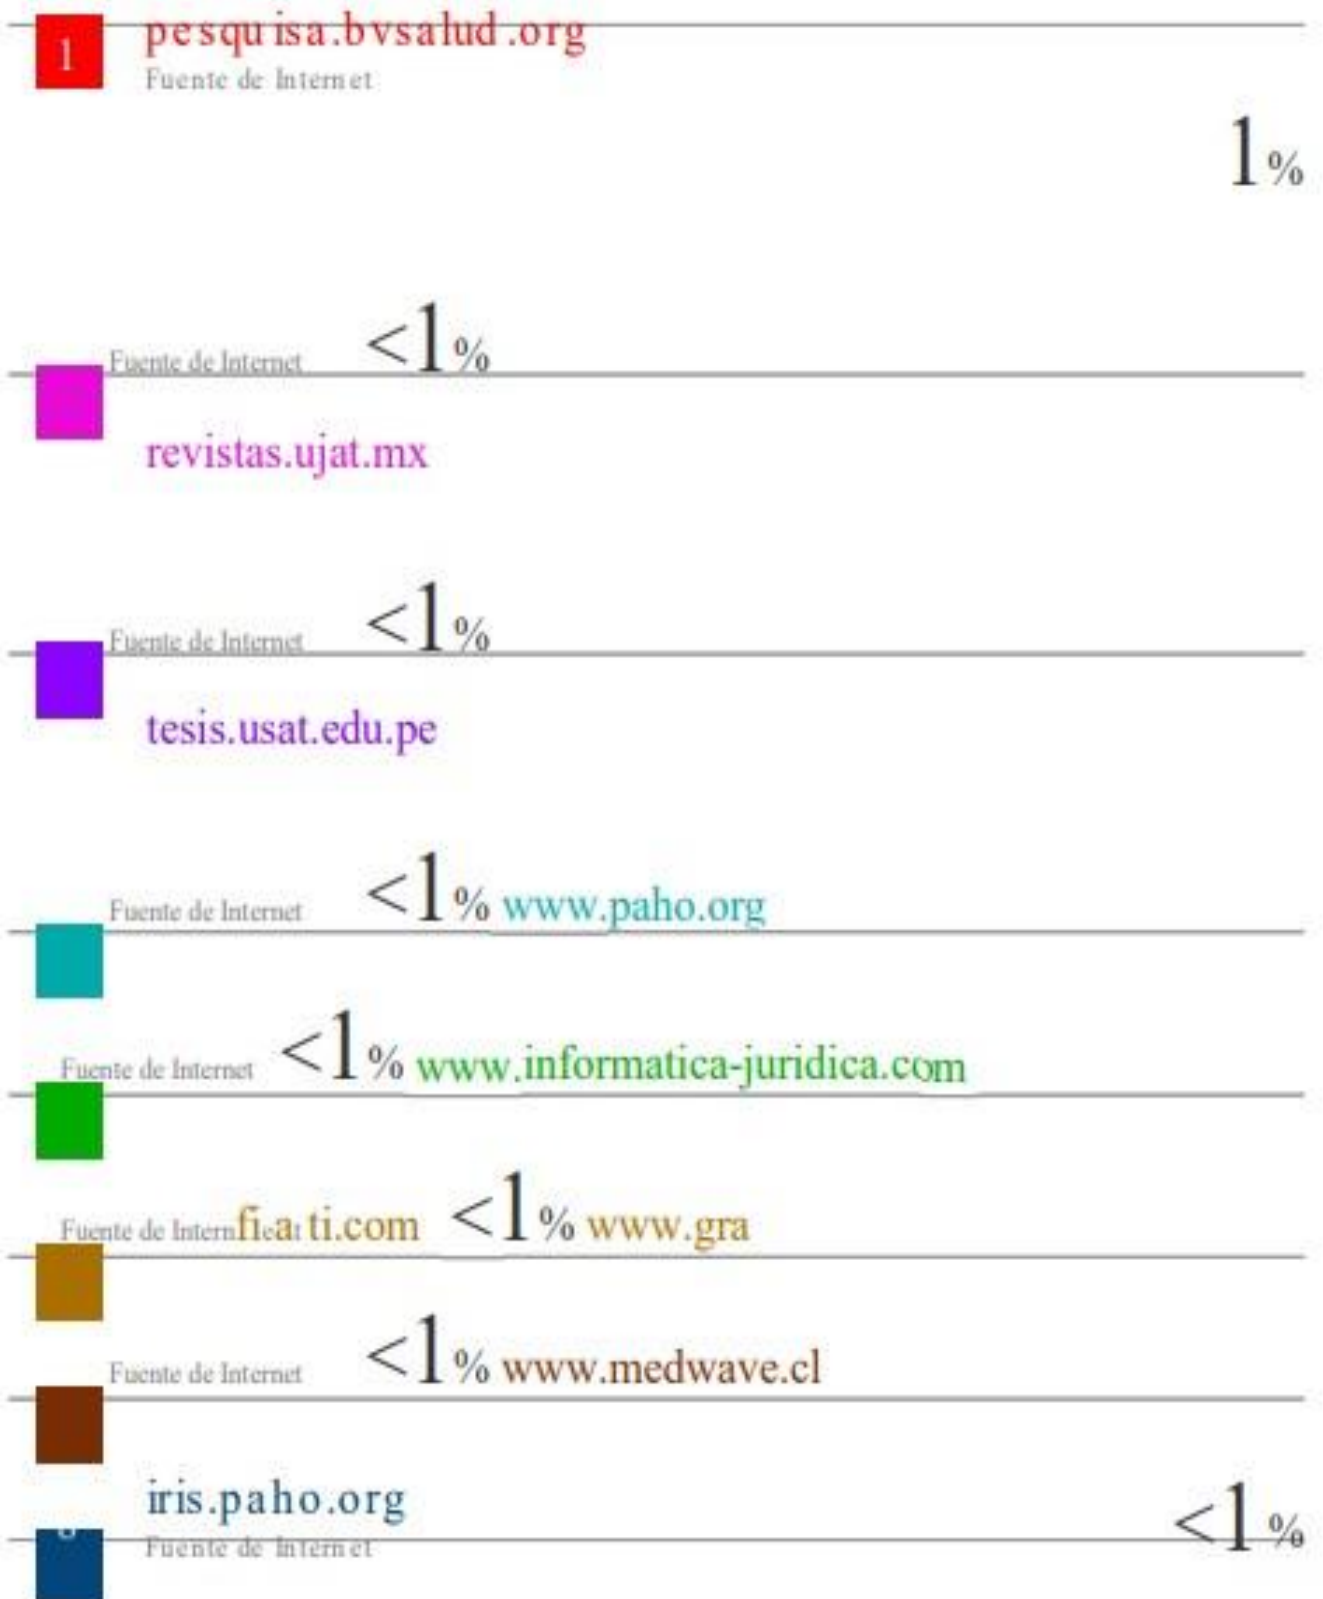 1 pesquisa.bvsalud.org
Fuente de Internet
1%
Fuente de Internet <1%
revistas.ujat.mx
Fuente de Internet <1%
tesis.usat.edu.pe
Fuente de Internet <1% www.paho.org
Fuente de Internet <1% www.informatica-juridica.com
Fuente de Internet fiati.com <1% www.gra
Fuente de Internet <1% www.medwave.cl
iris.paho.org
<1%
Fuente de Internet